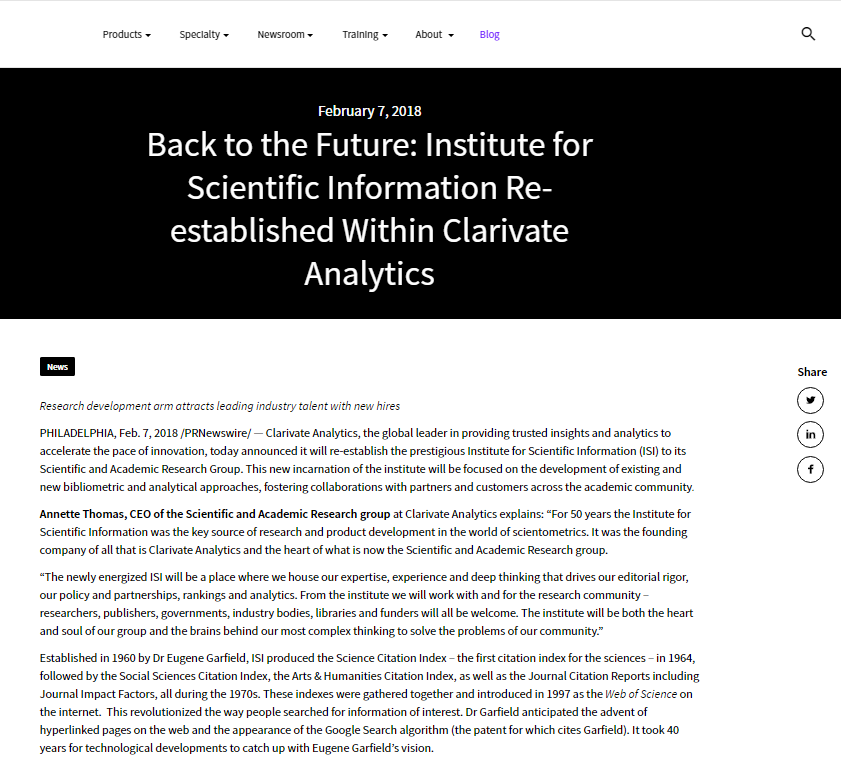 Products
Specialty
Newsroom
Training
About
Blog
February 7, 2018
Back to the Future: Institute for
Scientific Information Re-
established Within Clarivate
Analytics
News
Share
Research development arm attracts leading industry talent with new hires
PHILADELPHIA, Feb. 7, 2018 /PRNewswire/ — Clarivate Analytics, the global leader in providing trusted insights and analytics to
accelerate the pace of innovation, today announced it will re-establish the prestigious Institute for Scientific Information (ISI) to its
Scientific and Academic Research Group. This new incarnation of the institute will be focused on the development of existing and
new bibliometric and analytical approaches, fostering collaborations with partners and customers across the academic community.
Annette Thomas, CEO of the Scientific and Academic Research group at Clarivate Analytics explains: “For 50 years the Institute for
Scientific Information was the key source of research and product development in the world of scientometrics. It was the founding
company of all that is Clarivate Analytics and the heart of what is now the Scientific and Academic Research group.
“The newly energized ISI will be a place where we house our expertise, experience and deep thinking that drives our editorial rigor,
our policy and partnerships, rankings and analytics. From the institute we will work with and for the research community –
researchers, publishers, governments, industry bodies, libraries and funders will all be welcome. The institute will be both the heart
and soul of our group and the brains behind our most complex thinking to solve the problems of our community.”
Established in 1960 by Dr Eugene Garfield, ISI produced the Science Citation Index – the first citation index for the sciences – in 1964,
followed by the Social Sciences Citation Index, the Arts & Humanities Citation Index, as well as the Journal Citation Reports including
Journal Impact Factors, all during the 1970s. These indexes were gathered together and introduced in 1997 as the Web of Science on
the internet.  This revolutionized the way people searched for information of interest. Dr Garfield anticipated the advent of
hyperlinked pages on the web and the appearance of the Google Search algorithm (the patent for which cites Garfield). It took 40
years for technological developments to catch up with Eugene Garfield’s vision.